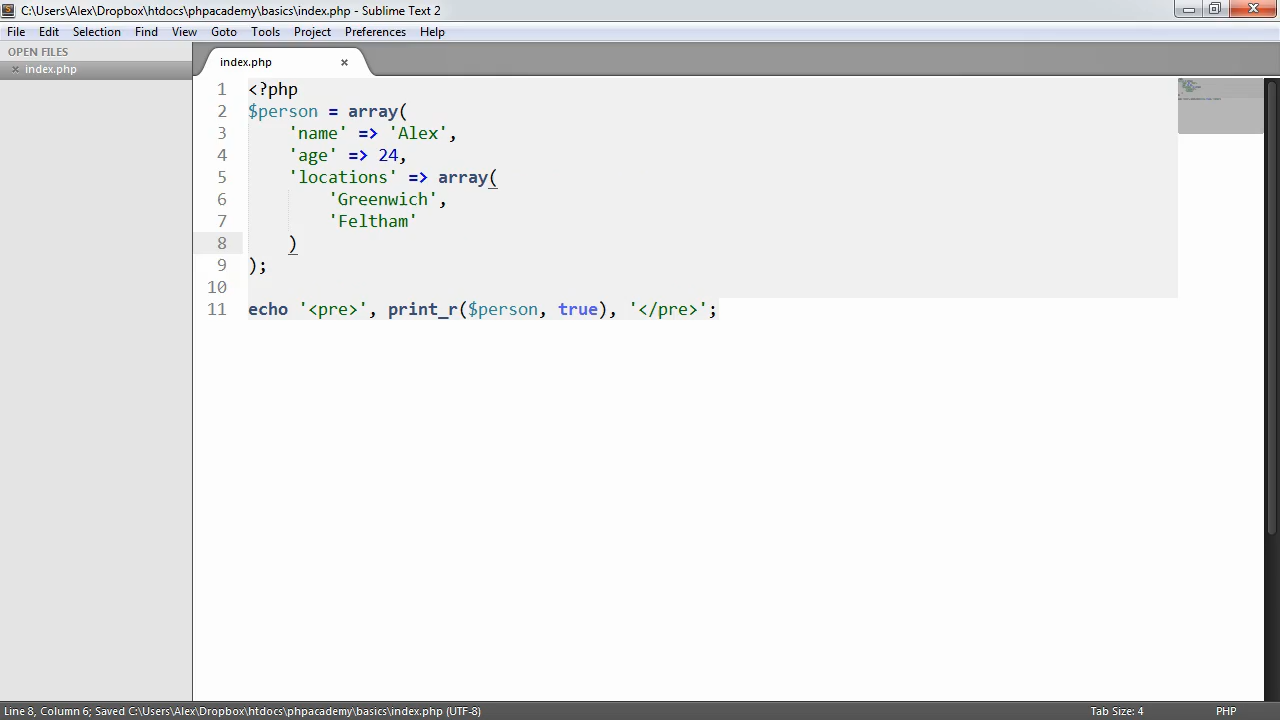 C:\Users\Alex\Dropbox\htdocs\phpacademy\basics\index.php - Sublime Text 2
File Edit Selection Find View Goto Tools Project Preferences Help
OPEN FILES
index.php
index.php
1 <?php
2 $person = array(
3     'name' => 'Alex',
4     'age' => 24,
5     'locations' => array(
6         'Greenwich',
7         'Feltham'
8     )
9 );
10
11 echo '<pre>', print_r($person, true), '</pre>';
Line 8, Column 6; Saved C:\Users\Alex\Dropbox\htdocs\phpacademy\basics\index.php (UTF-8)
Tab Size: 4
PHP